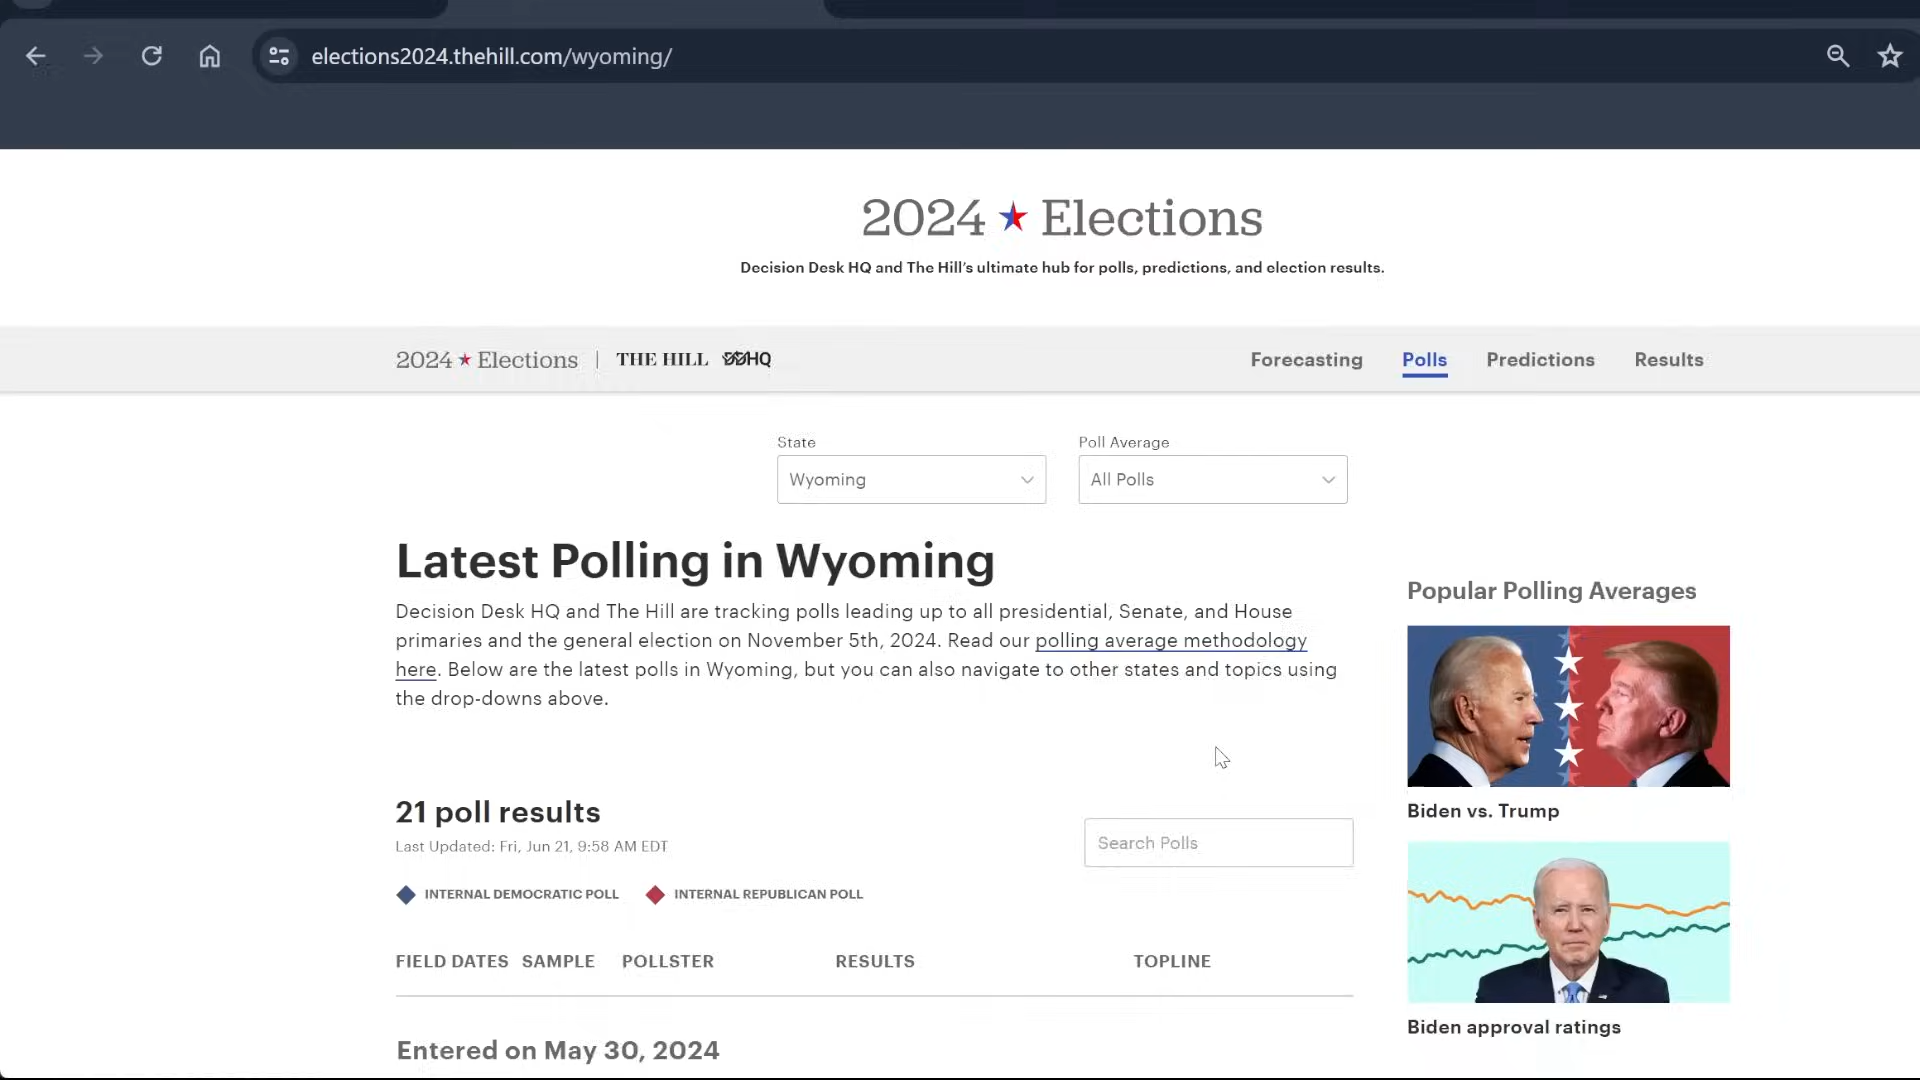 elections2024.thehill.com/wyoming/
2024 Elections
Decision Desk HQ and The Hill's ultimate hub for polls, predictions, and election results.
2024 Elections | THE HILL DDHQ
Forecasting Polls Predictions Results
State
Wyoming
Poll Average
All Polls
Latest Polling in Wyoming
Decision Desk HQ and The Hill are tracking polls leading up to all presidential, Senate, and House
primaries and the general election on November 5th, 2024. Read our polling average methodology
here. Below are the latest polls in Wyoming, but you can also navigate to other states and topics using
the drop-downs above.
21 poll results
Last Updated: Fri, Jun 21, 9:58 AM EDT
Search Polls
INTERNAL DEMOCRATIC POLL INTERNAL REPUBLICAN POLL
FIELD DATES SAMPLE POLLSTER RESULTS TOPLINE
Entered on May 30, 2024
Popular Polling Averages
Biden vs. Trump
Biden approval ratings